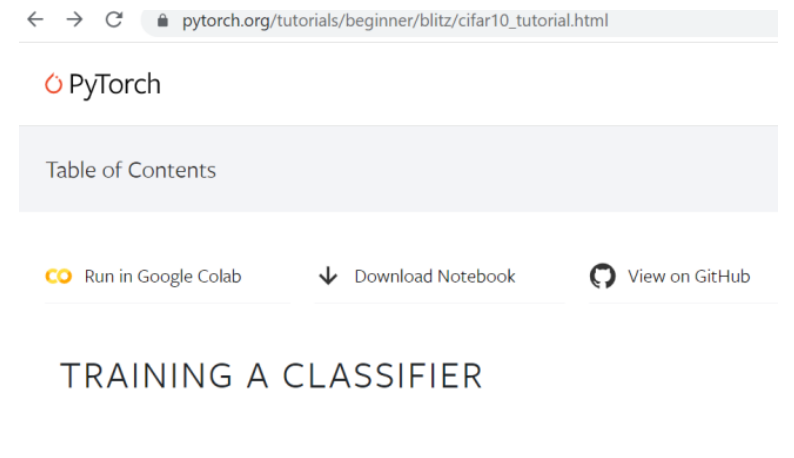 pytorch.org/tutorials/beginner/blitz/cifar10_tutorial.html
PyTorch
Table of Contents
Run in Google Colab Download Notebook View on GitHub
TRAINING A CLASSIFIER